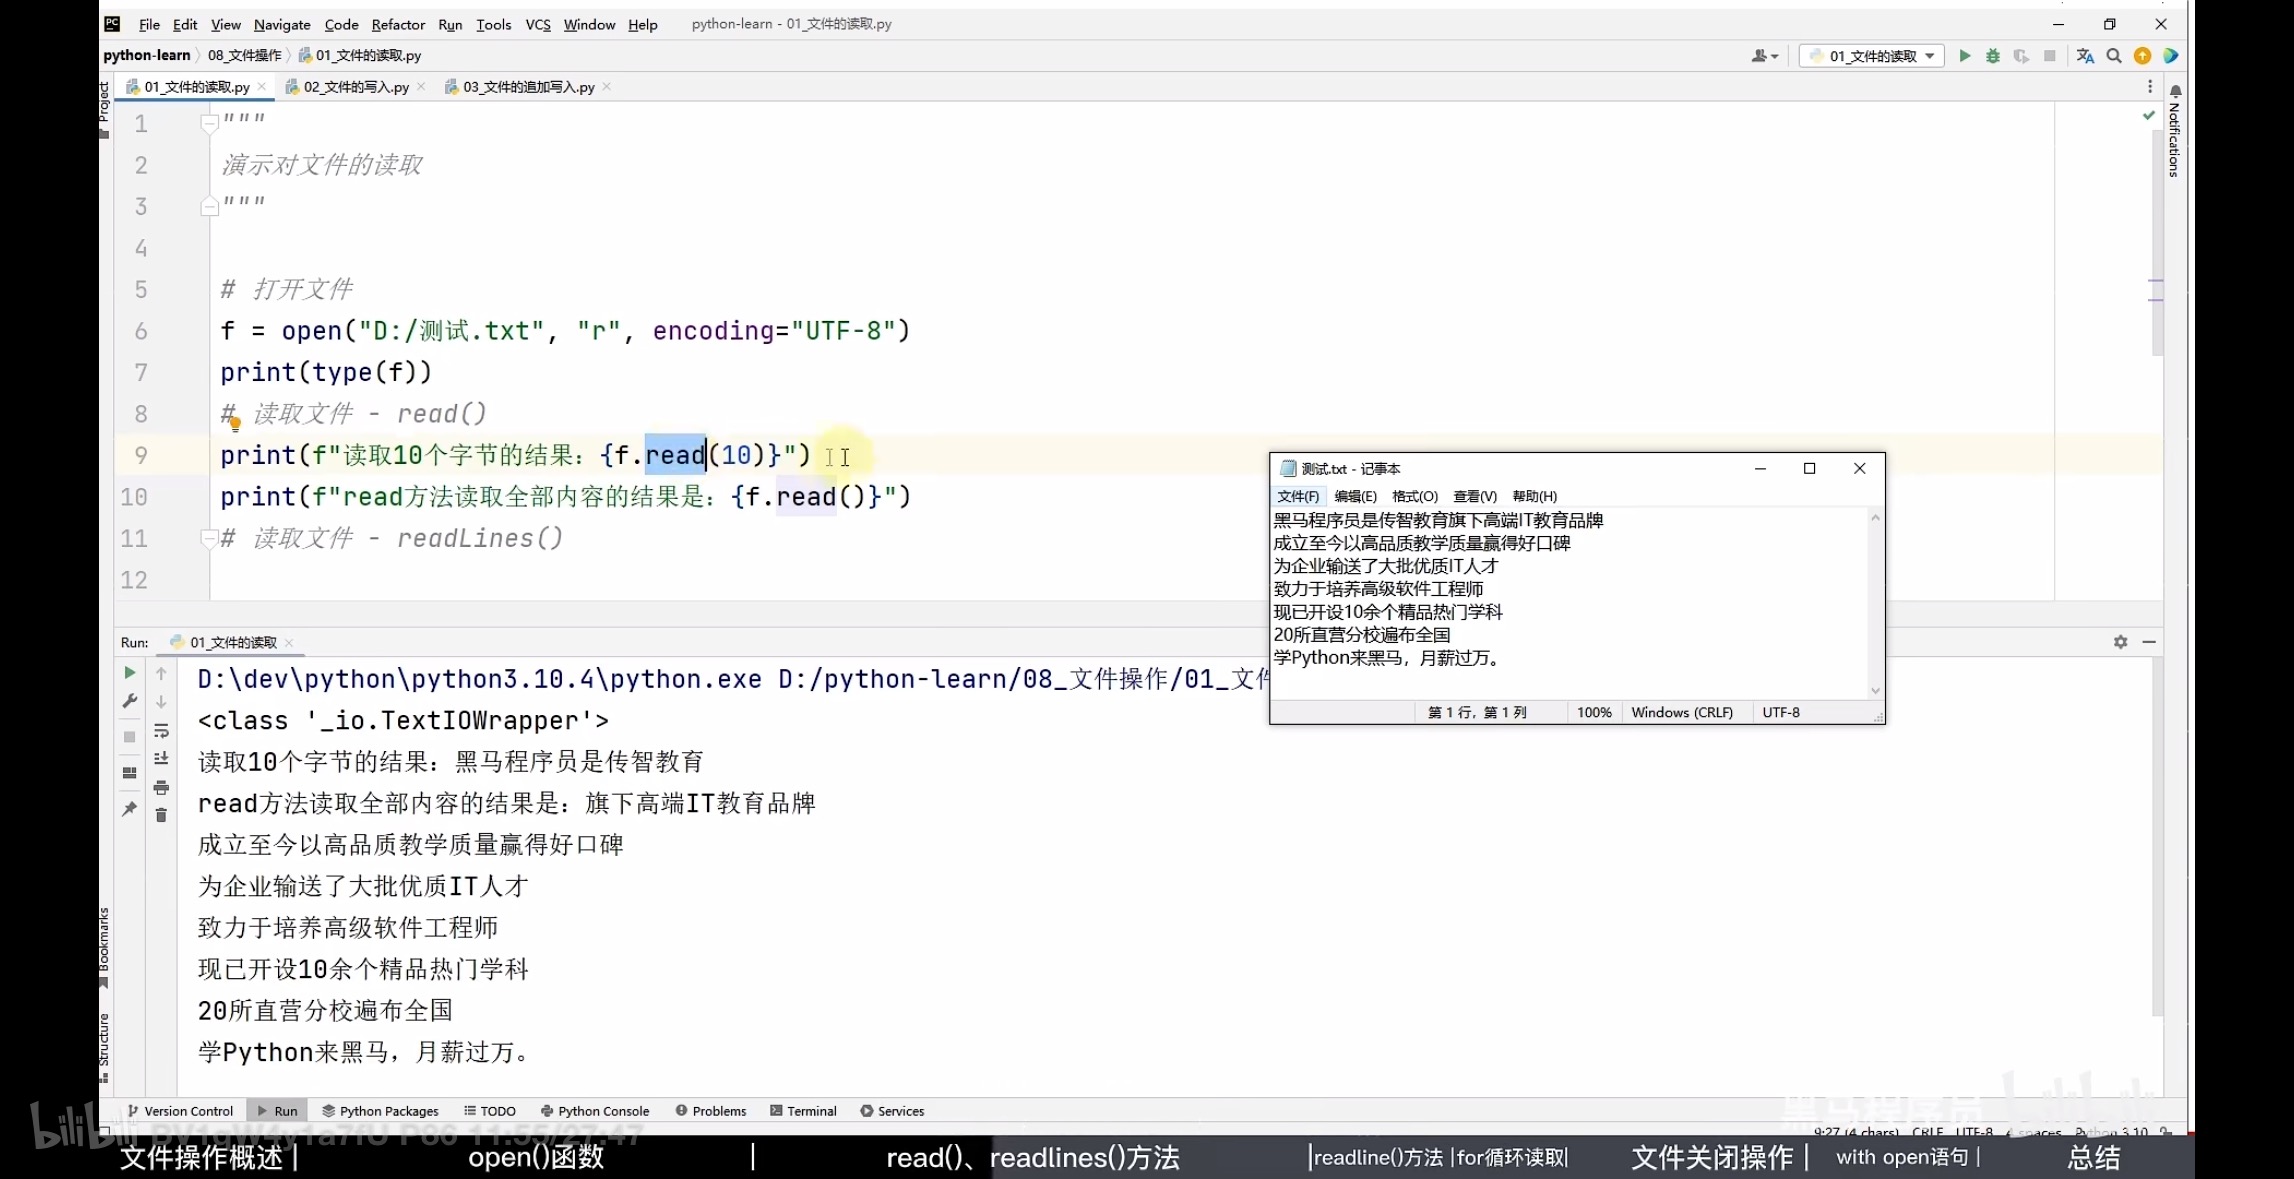 File Edit View Navigate Code Refactor Run Tools VCS Window Help python-learn - 01_文件的读取.py
python-learn 08_文件操作 01_文件的读取.py 01_文件的读取
01_文件的读取.py 02_文件的写入.py 03_文件的追加写入.py
Project
Notifications
1 """
2 演示对文件的读取
3 """
4
5 # 打开文件
6 f = open("D:/测试.txt", "r", encoding="UTF-8")
7 print(type(f))
8 # 读取文件 - read()
9 print(f"读取10个字节的结果：{f.read(10)}")
10 print(f"read方法读取全部内容的结果是：{f.read()}")
11 # 读取文件 - readLines()
12
测试.txt - 记事本
文件(F) 编辑(E) 格式(O) 查看(V) 帮助(H)
黑马程序员是传智教育旗下高端IT教育品牌
成立至今以高品质教学质量赢得好口碑
为企业输送了大批优质IT人才
致力于培养高级软件工程师
现已开设10余个精品热门学科
20所直营分校遍布全国
学Python来黑马，月薪过万。
第 1 行，第 1 列 100% Windows (CRLF) UTF-8
Run: 01_文件的读取
D:\dev\python\python3.10.4\python.exe D:/python-learn/08_文件操作/01_文件
<class '_io.TextIOWrapper'>
读取10个字节的结果：黑马程序员是传智教育
read方法读取全部内容的结果是：旗下高端IT教育品牌
成立至今以高品质教学质量赢得好口碑
为企业输送了大批优质IT人才
致力于培养高级软件工程师
现已开设10余个精品热门学科
20所直营分校遍布全国
学Python来黑马，月薪过万。
Bookmarks
Structure
Version Control Run Python Packages TODO Python Console Problems Terminal Services
黑马程序员 bilibili
bilibili BV1qW4y1a7fU P86 11:55/27:47
9:27 (4 chars) CRLF UTF-8 4 spaces Python 3.10
文件操作概述 | open()函数 | read()、readlines()方法 |readline()方法 |for循环读取| 文件关闭操作 | with open语句 | 总结